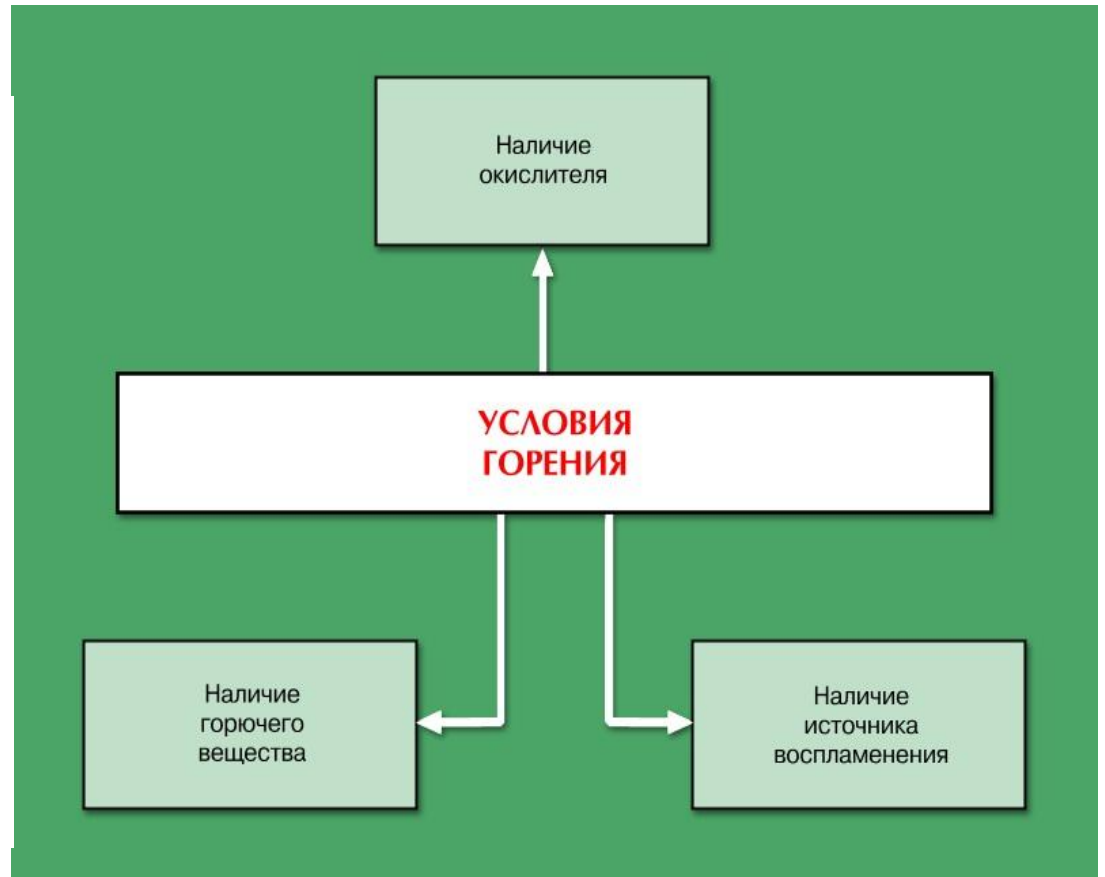 Наличие
окислителя
УСЛОВИЯ
ГОРЕНИЯ
Наличие
горючего
вещества
Наличие
источника
воспламенения